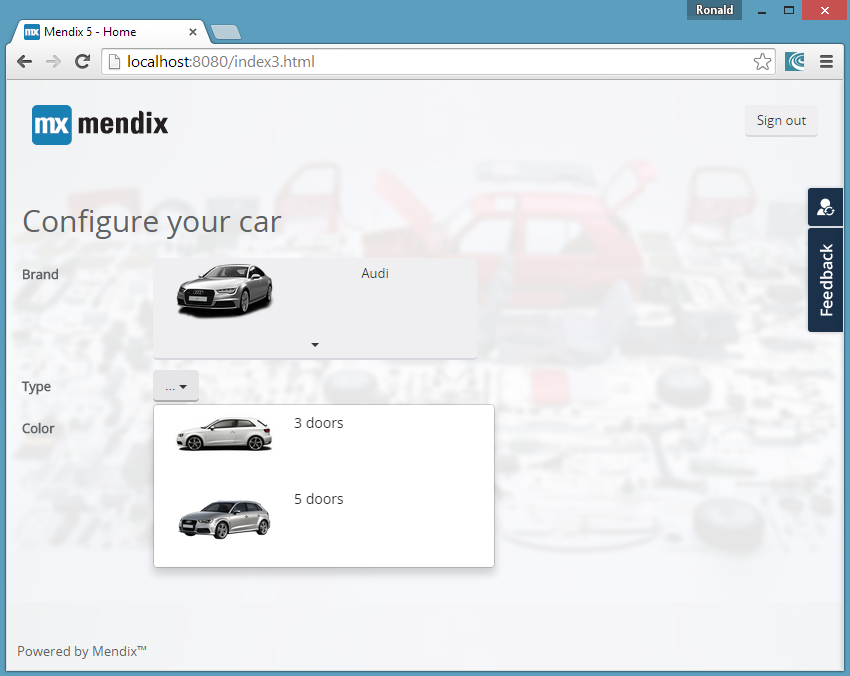 Ronald
mx Mendix 5 - Home
localhost:8080/index3.html
mx mendix
Sign out
Configure your car
Feedback
Brand
Audi
Type
...
Color
3 doors
5 doors
Powered by Mendix™